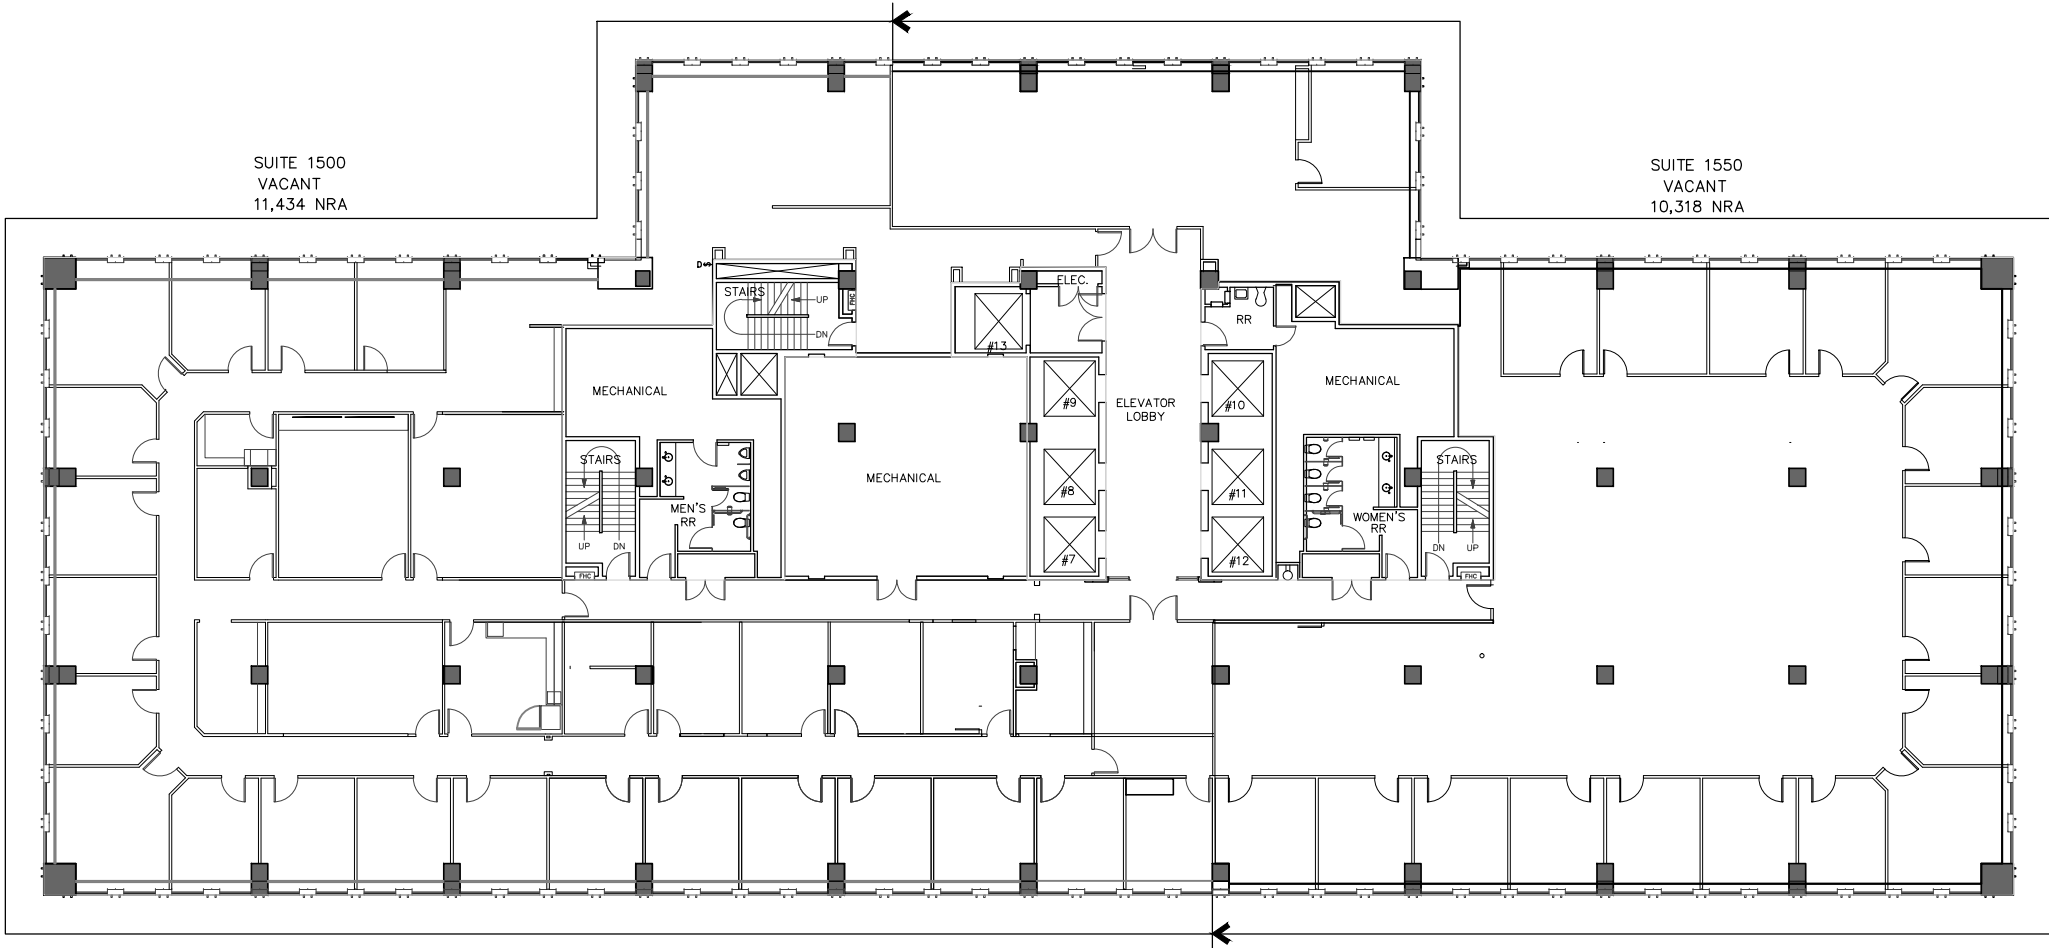 SUITE 1500
VACANT
11,434 NRA
SUITE 1550
VACANT
10,318 NRA
ELEC.
STAIRS
UP
FHC
DN
#13
RR
MECHANICAL
MECHANICAL
#9
ELEVATOR
LOBBY
#10
STAIRS
MECHANICAL
STAIRS
#8
#11
MEN'S
RR
WOMEN'S
RR
UP
DN
#7
#12
DN
UP
FHC
FHC